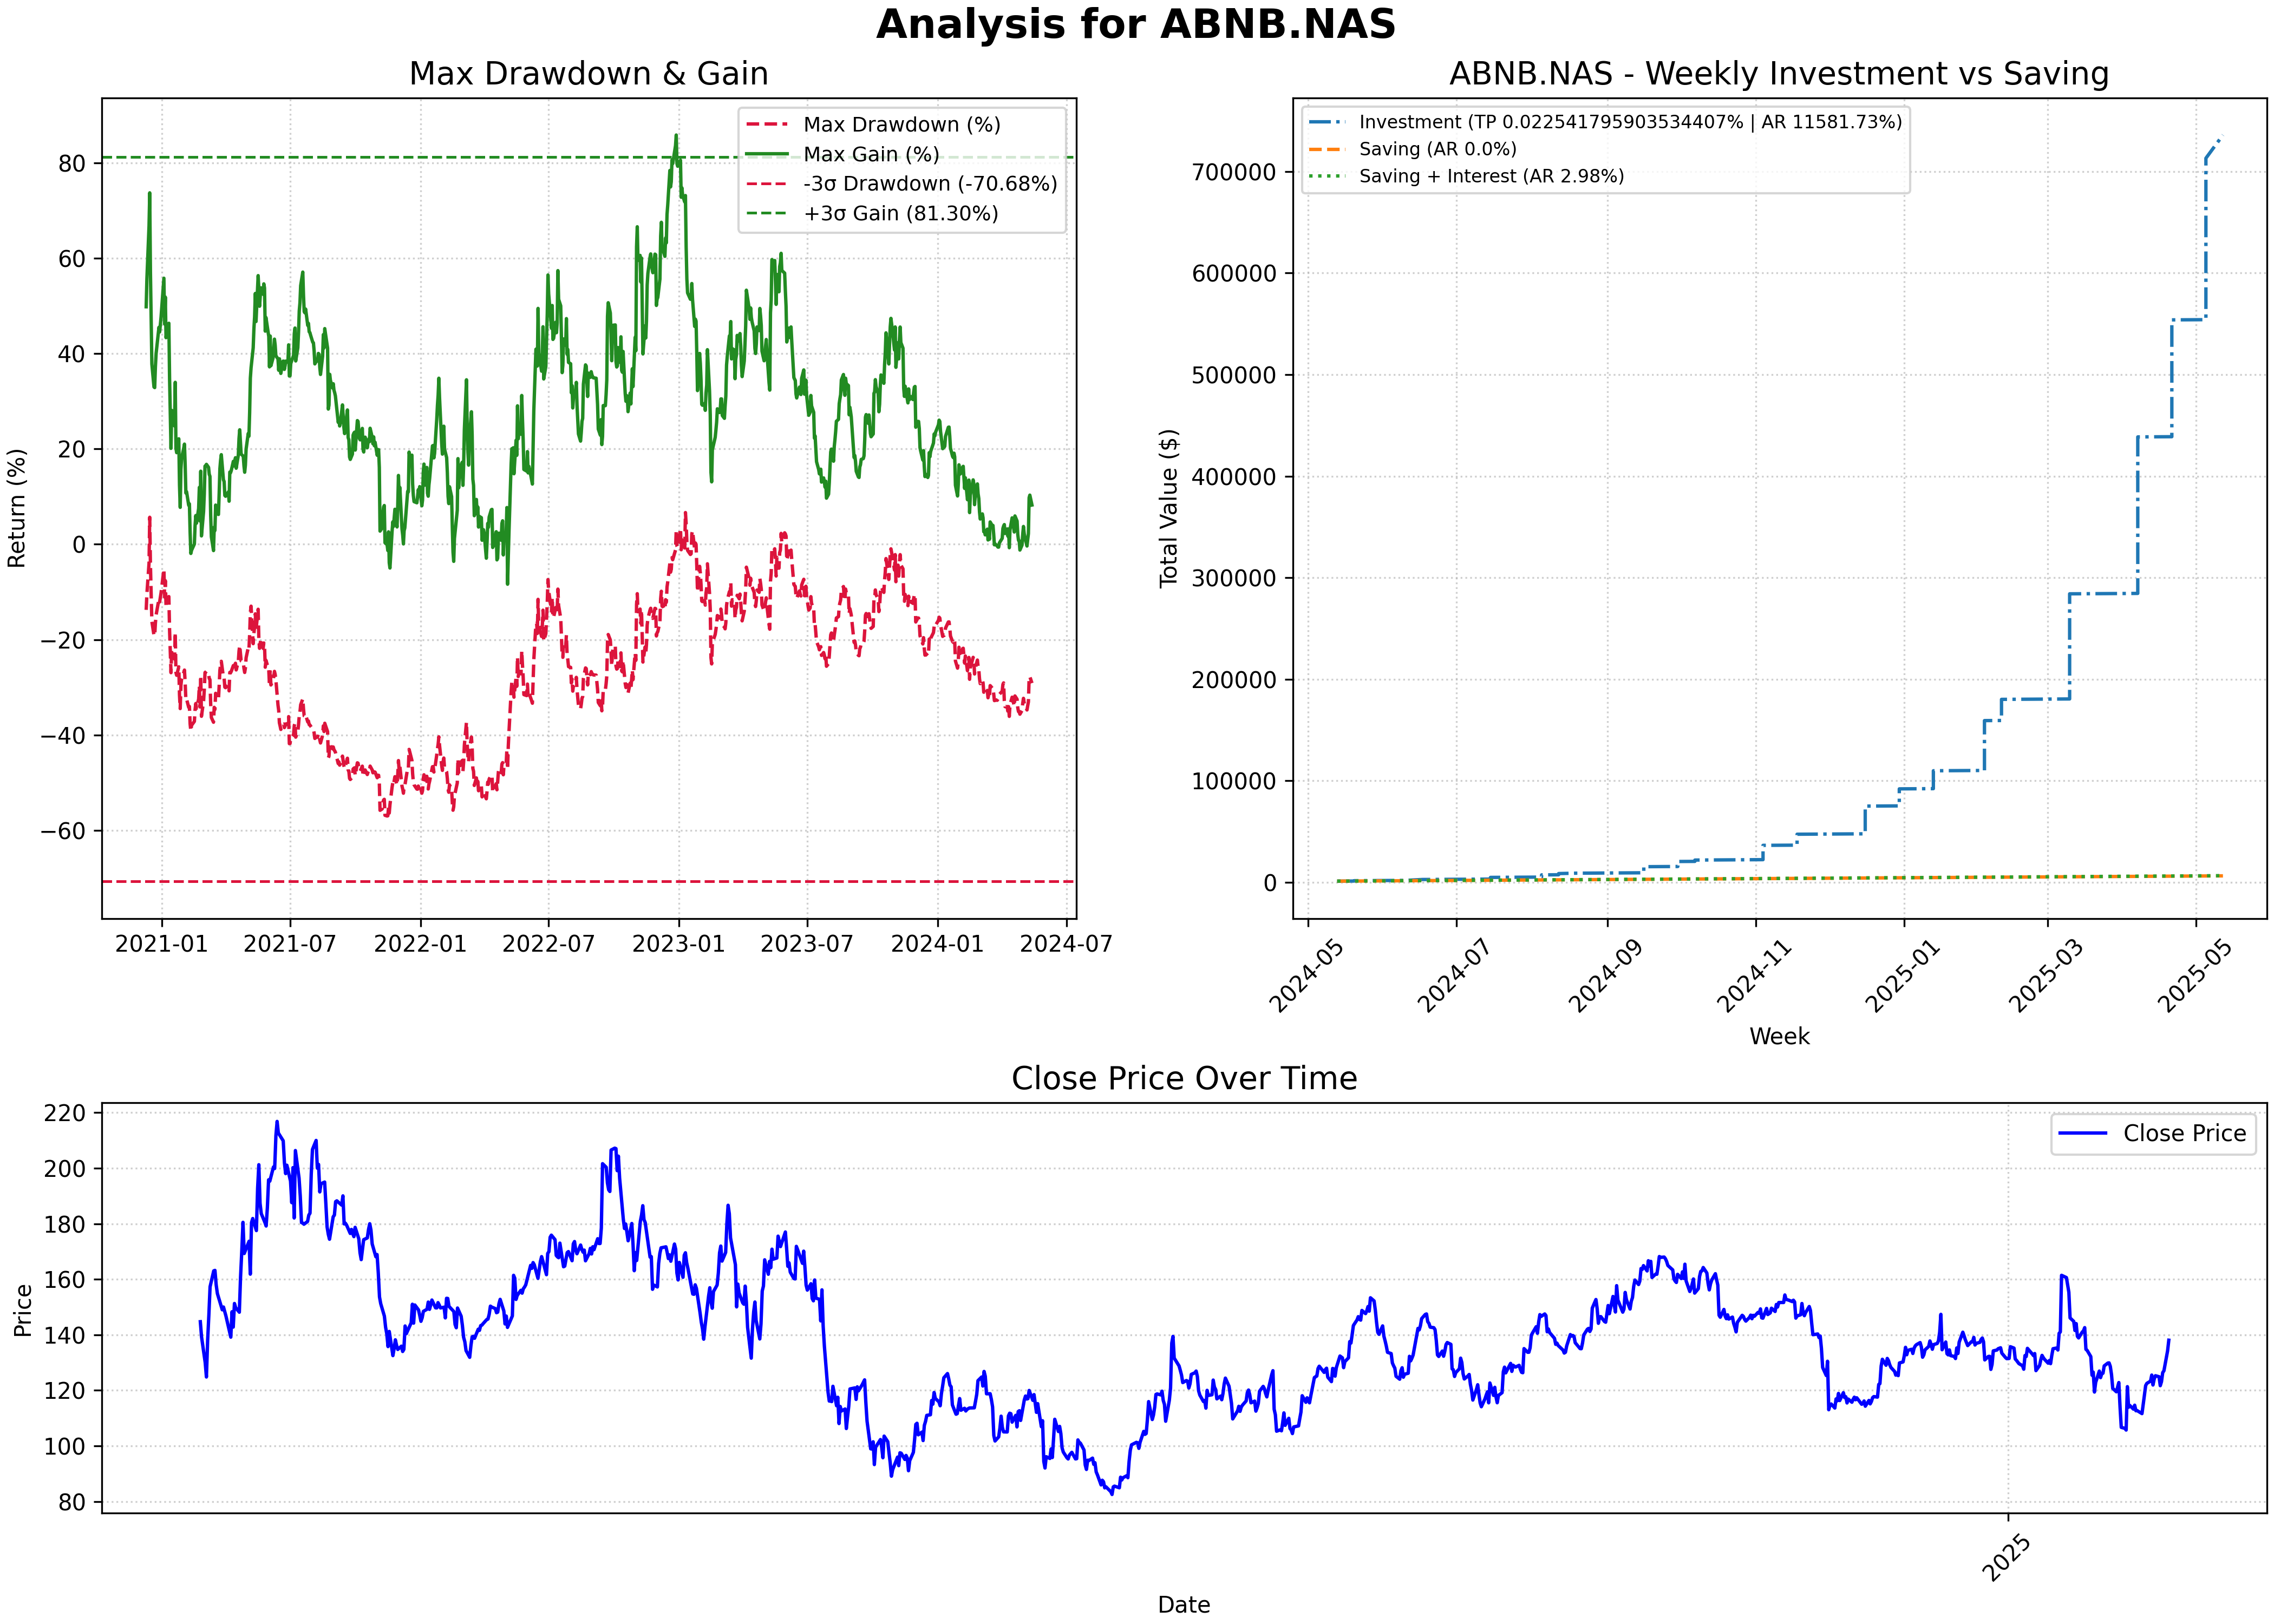 Analysis for ABNB.NAS
Max Drawdown & Gain
Return (%)
80
60
40
20
0
−20
−40
−60
2021-01
2021-07
2022-01
2022-07
2023-01
2023-07
2024-01
2024-07
Max Drawdown (%)
Max Gain (%)
-3σ Drawdown (-70.68%)
+3σ Gain (81.30%)
ABNB.NAS - Weekly Investment vs Saving
Total Value ($)
700000
600000
500000
400000
300000
200000
100000
0
2024-05
2024-07
2024-09
2024-11
2025-01
2025-03
2025-05
Week
Investment (TP 0.022541795903534407% | AR 11581.73%)
Saving (AR 0.0%)
Saving + Interest (AR 2.98%)
Close Price Over Time
Price
220
200
180
160
140
120
100
80
2025
Date
Close Price